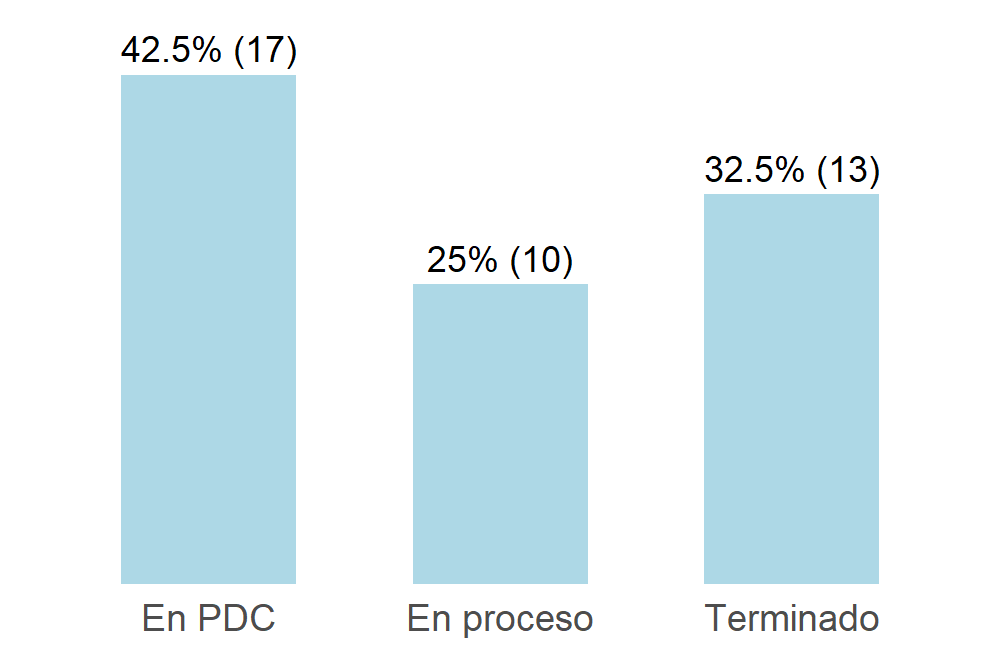 42.5% (17)
32.5% (13)
25% (10)
En PDC
En proceso
Terminado